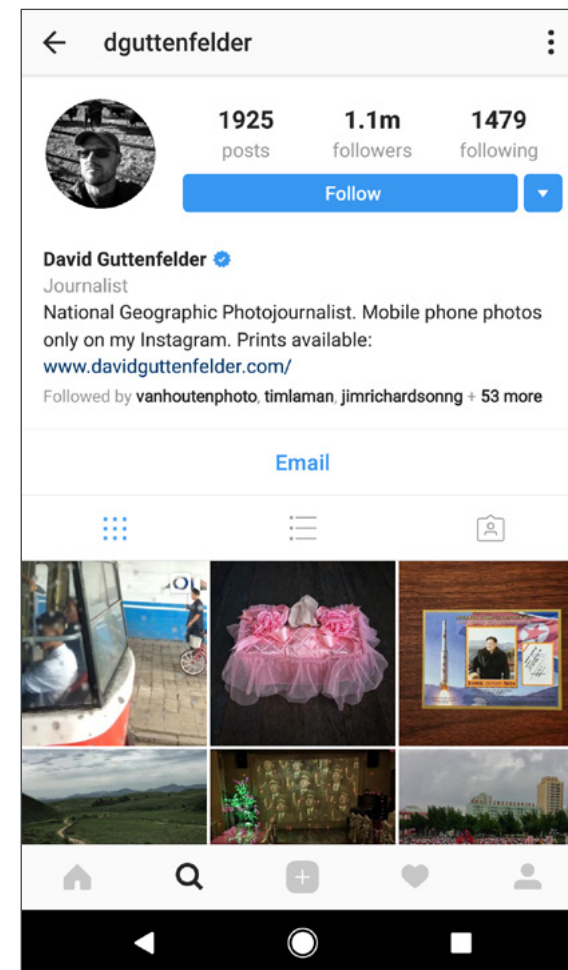 dguttenfelder
1925 1.1m 1479
posts followers following
Follow
David Guttenfelder
Journalist
National Geographic Photojournalist. Mobile phone photos
only on my Instagram. Prints available:
www.davidguttenfelder.com/
Followed by vanhoutenphoto, timlaman, jimrichardsonng + 53 more
Email